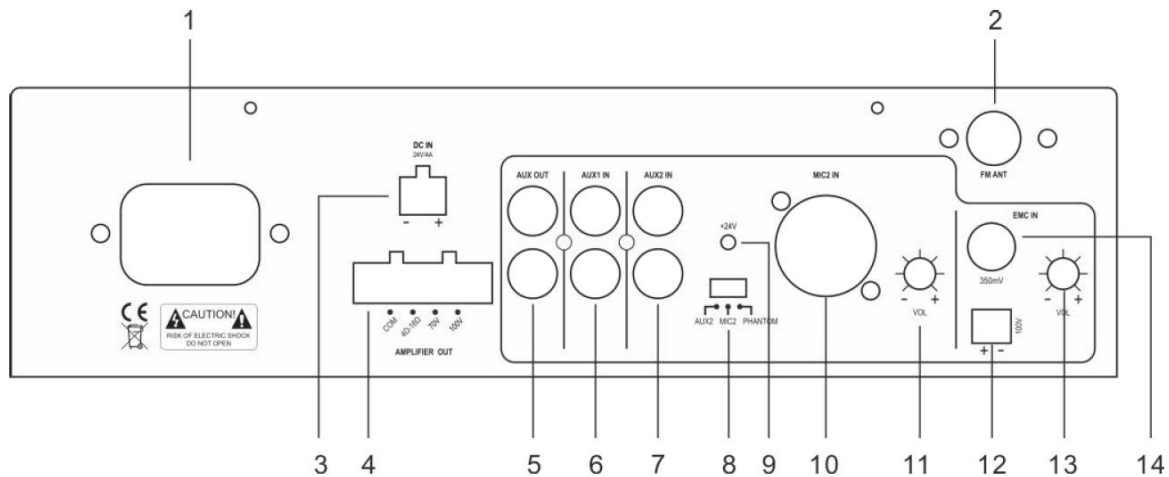 1
2
DC IN
24V/4A
- +
AUX OUT
AUX1 IN
AUX2 IN
MIC2 IN
FM ANT
EMC IN
+24V
350mV
- +
VOL
- +
VOL
AUX2 MIC2 PHANTOM
100V
+ -
CE
CAUTION!
RISK OF ELECTRIC SHOCK
DO NOT OPEN
COM
4Ω-16Ω
70V
100V
AMPLIFIER OUT
3
4
5
6
7
8
9
10
11
12
13
14